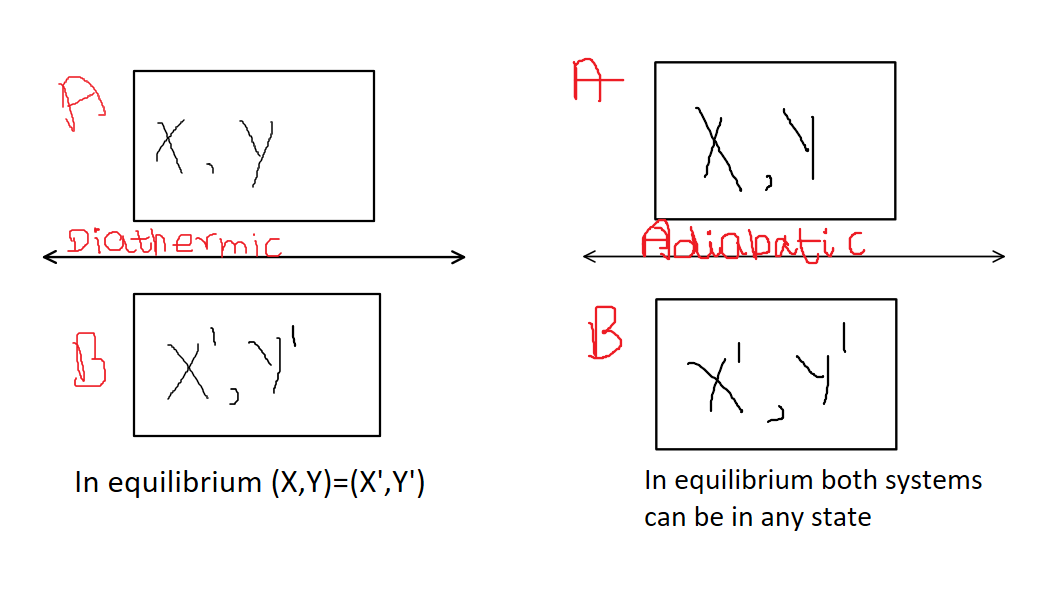 A
X, Y
Diathermic
B
X', Y'
In equilibrium (X,Y)=(X',Y')
A
X, Y
Adiabatic
B
X', Y'
In equilibrium both systems
can be in any state